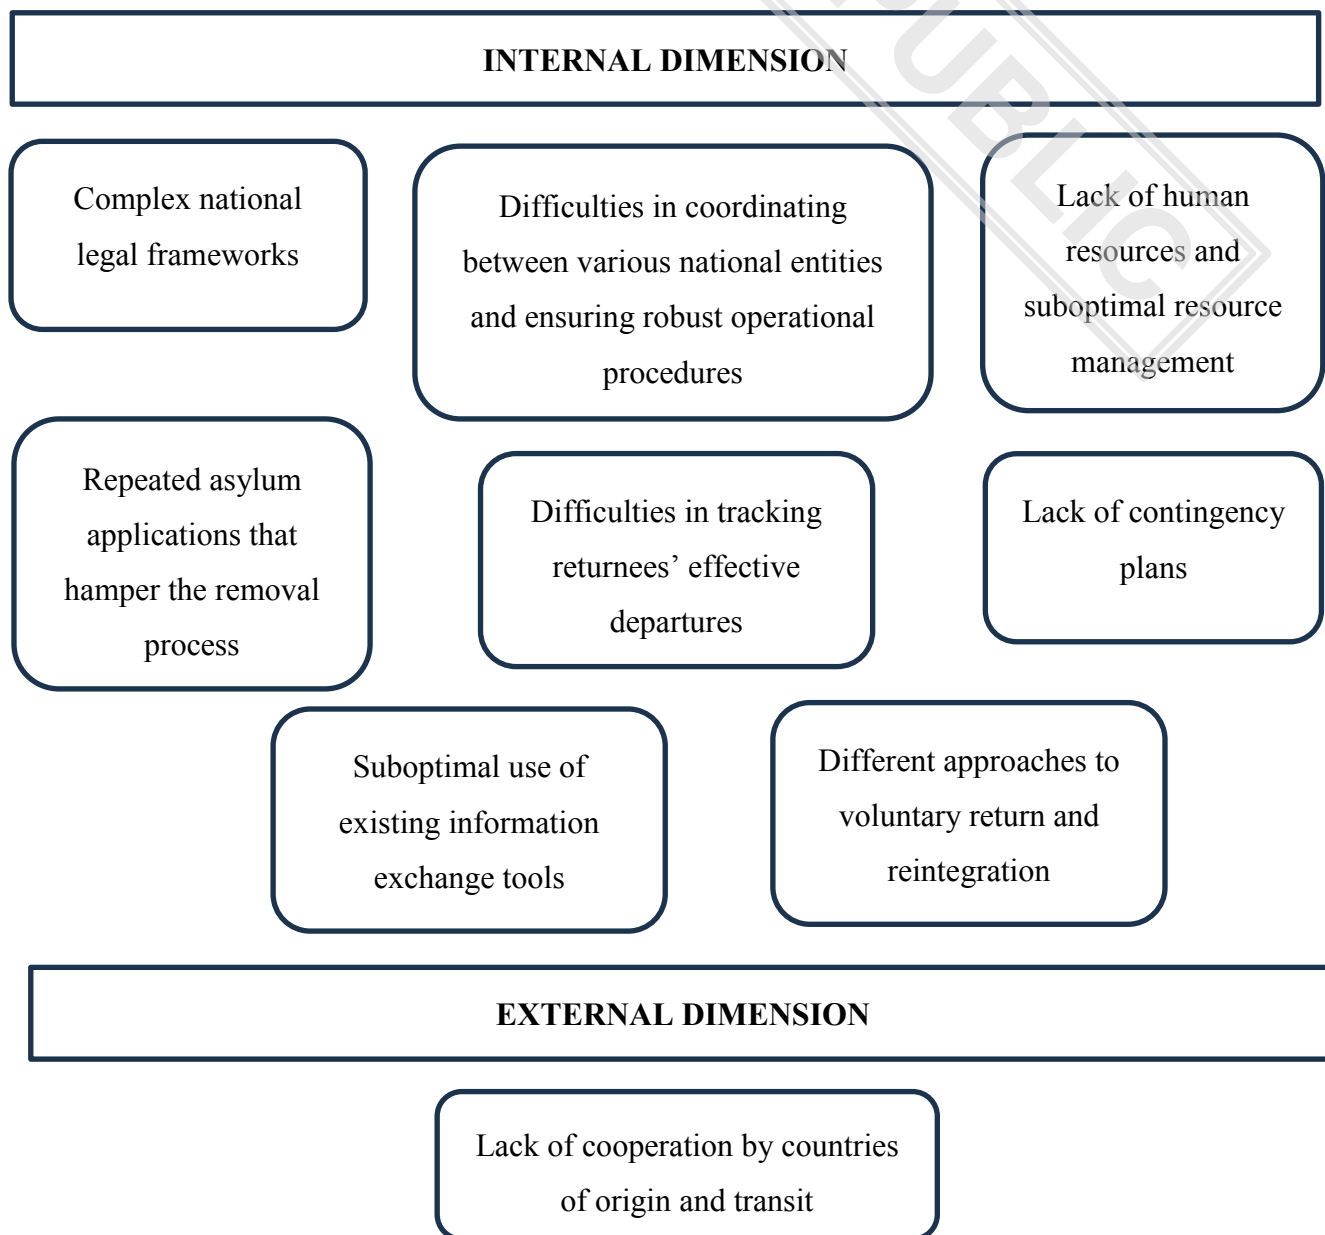 INTERNAL DIMENSION
Complex national
legal frameworks
Difficulties in coordinating
between various national entities
and ensuring robust operational
procedures
Lack of human
resources and
suboptimal resource
management
Repeated asylum
applications that
hamper the removal
process
Difficulties in tracking
returnees’ effective
departures
Lack of contingency
plans
Suboptimal use of
existing information
exchange tools
Different approaches to
voluntary return and
reintegration
EXTERNAL DIMENSION
Lack of cooperation by countries
of origin and transit
PUBLIC